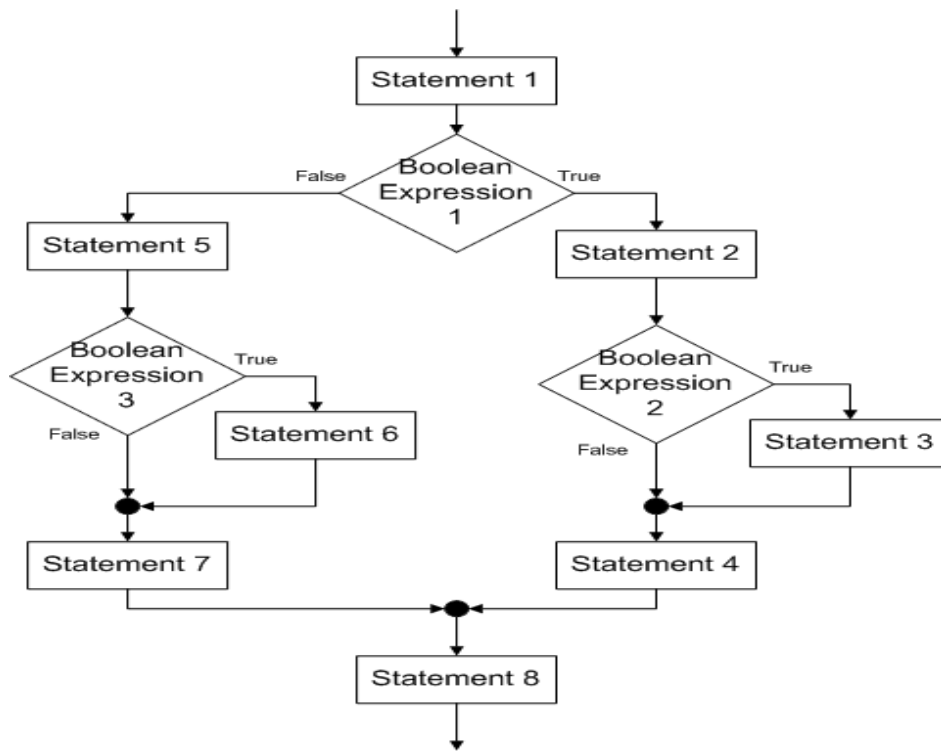 Statement 1
False
Boolean
Expression
1
True
Statement 5
Statement 2
Boolean
Expression
3
True
False
Statement 6
Boolean
Expression
2
True
False
Statement 3
Statement 7
Statement 4
Statement 8